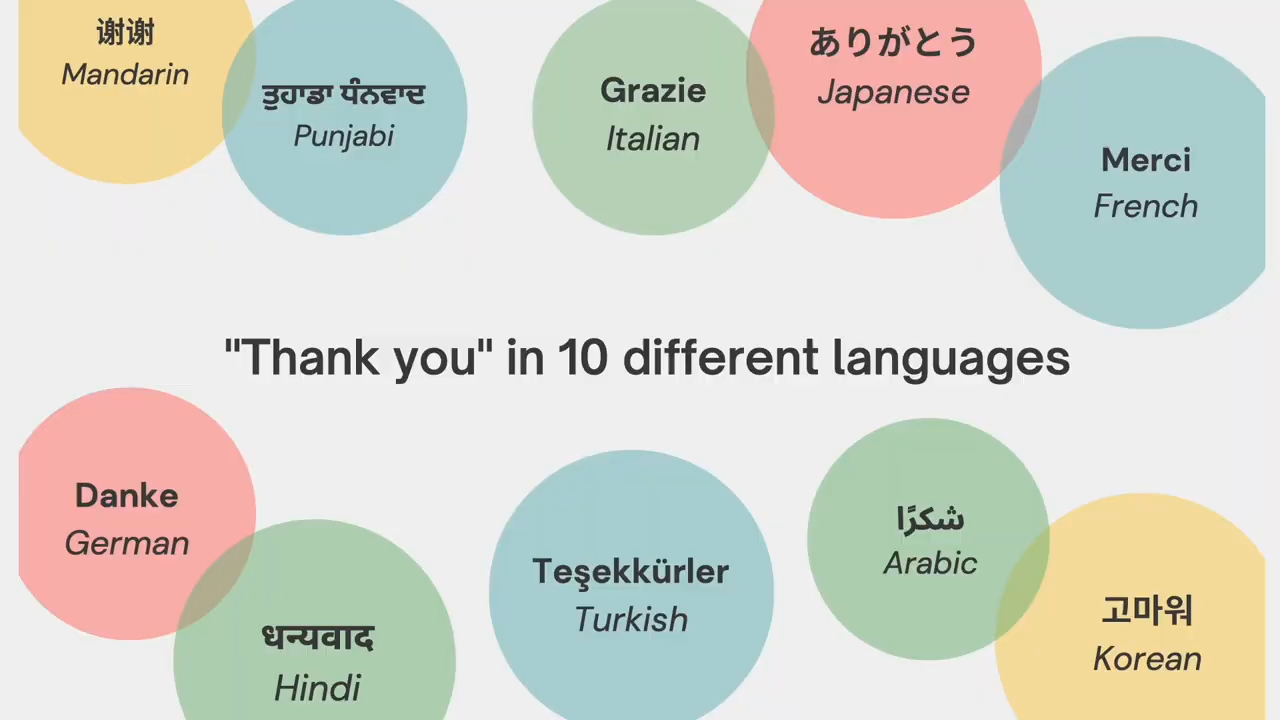 谢谢
Mandarin
ਤੁਹਾਡਾ ਧੰਨਵਾਦ
Punjabi
Grazie
Italian
ありがとう
Japanese
Merci
French
"Thank you" in 10 different languages
Danke
German
धन्यवाद
Hindi
Teşekkürler
Turkish
شكرًا
Arabic
고마워
Korean